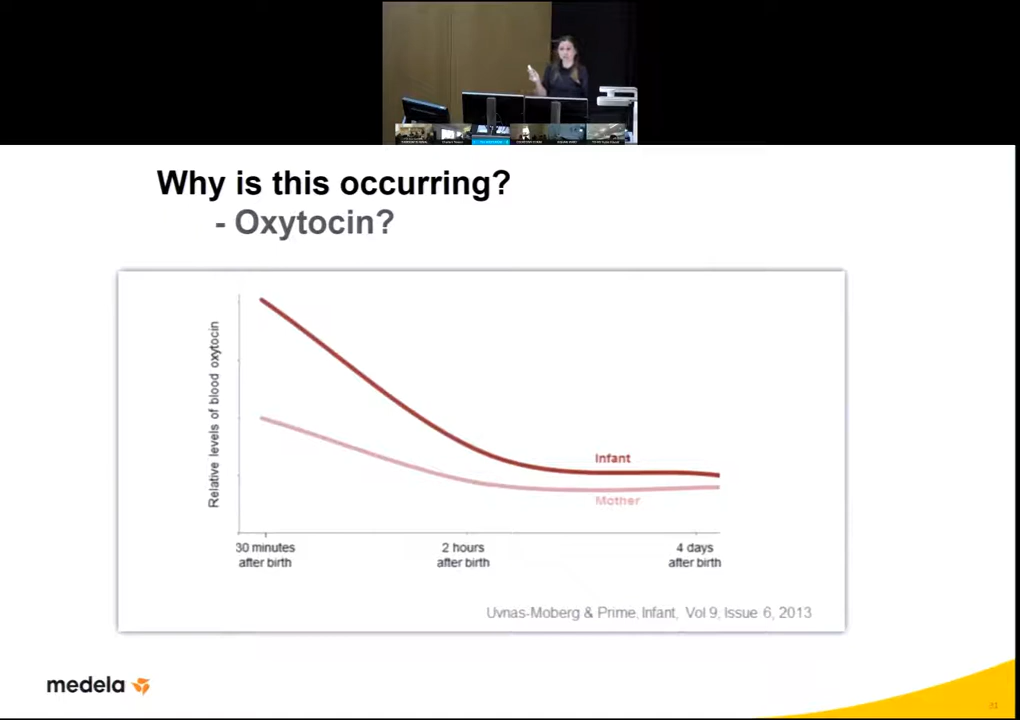 Why is this occurring?
- Oxytocin?
Relative levels of blood oxytocin
Infant
Mother
30 minutes
after birth
2 hours
after birth
4 days
after birth
Uvnas-Moberg & Prime, Infant, Vol 9, Issue 6, 2013
medela